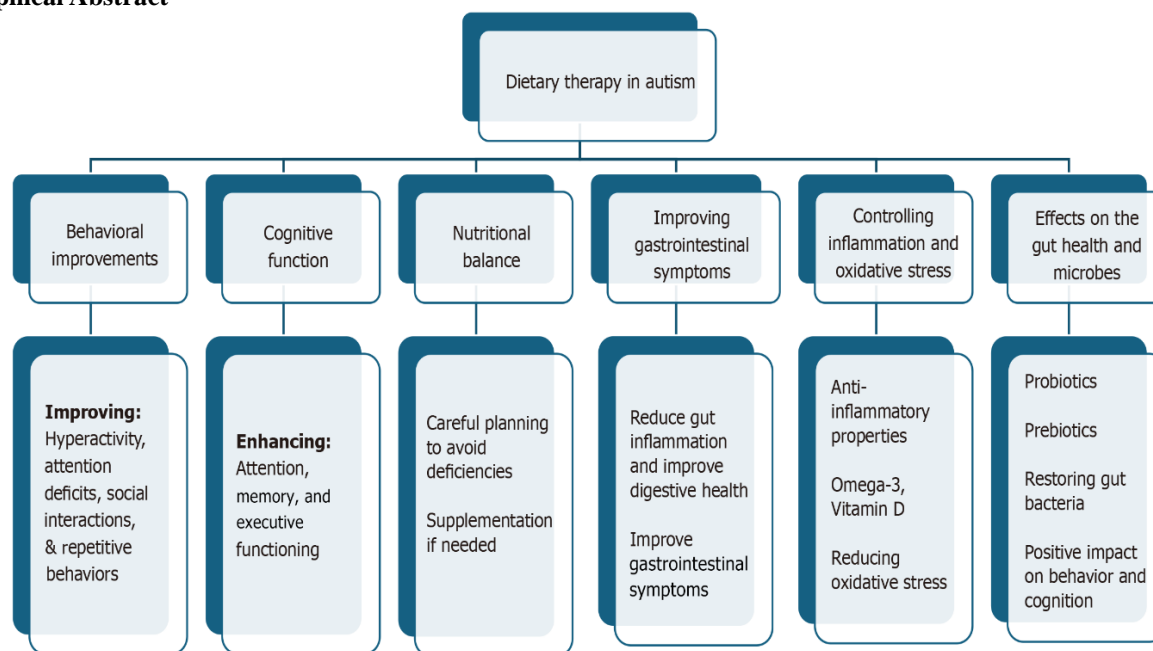 Abstract
Dietary therapy in autism
Behavioral
improvements
Cognitive
function
Nutritional
balance
Improving
gastrointestinal
symptoms
Controlling
inflammation and
oxidative stress
Effects on the
gut health and
microbes
Improving:
Hyperactivity,
attention
deficits, social
interactions,
& repetitive
behaviors
Enhancing:
Attention,
memory, and
executive
functioning
Careful planning
to avoid
deficiencies
Supplementation
if needed
Reduce gut
inflammation
and improve
digestive health
Improve
gastrointestinal
symptoms
Anti-
inflammatory
properties
Omega-3,
Vitamin D
Reducing
oxidative stress
Probiotics
Prebiotics
Restoring gut
bacteria
Positive impact
on behavior and
cognition